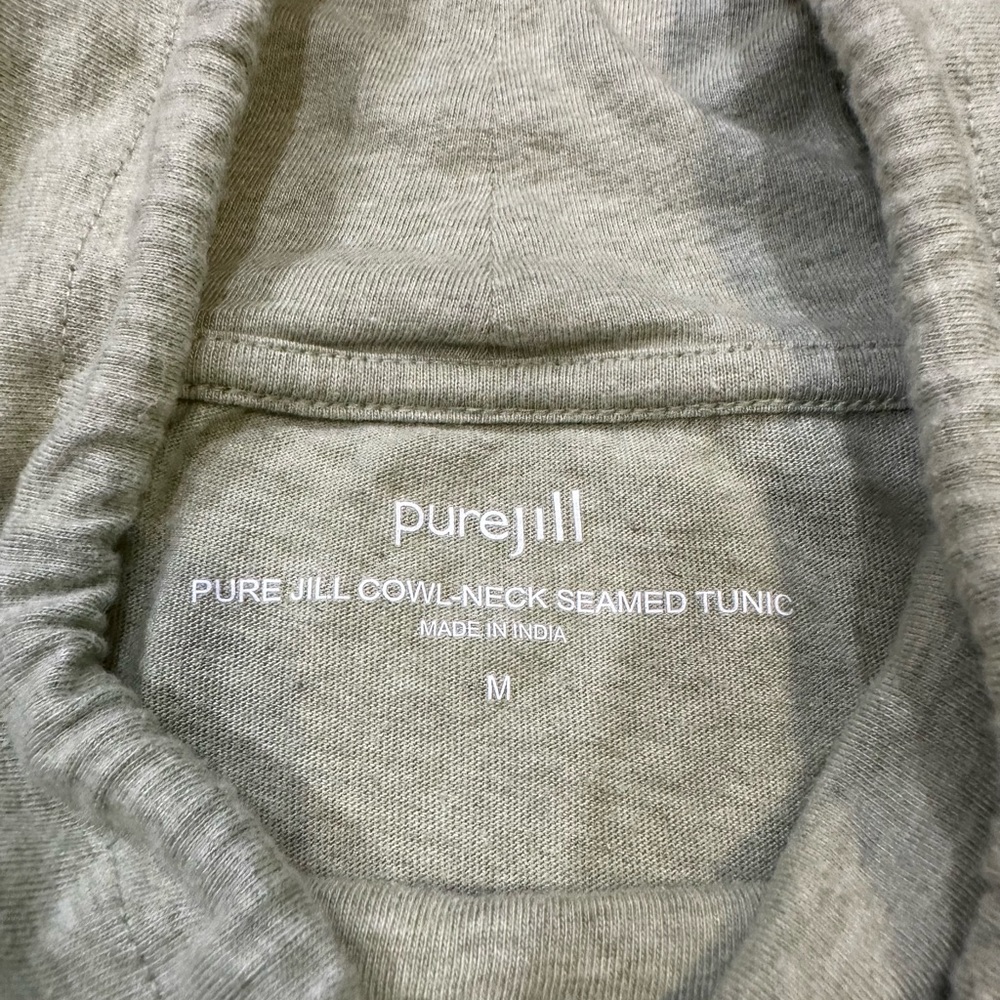 purejill
PURE JILL COWL-NECK SEAMED TUNIC
MADE IN INDIA
M